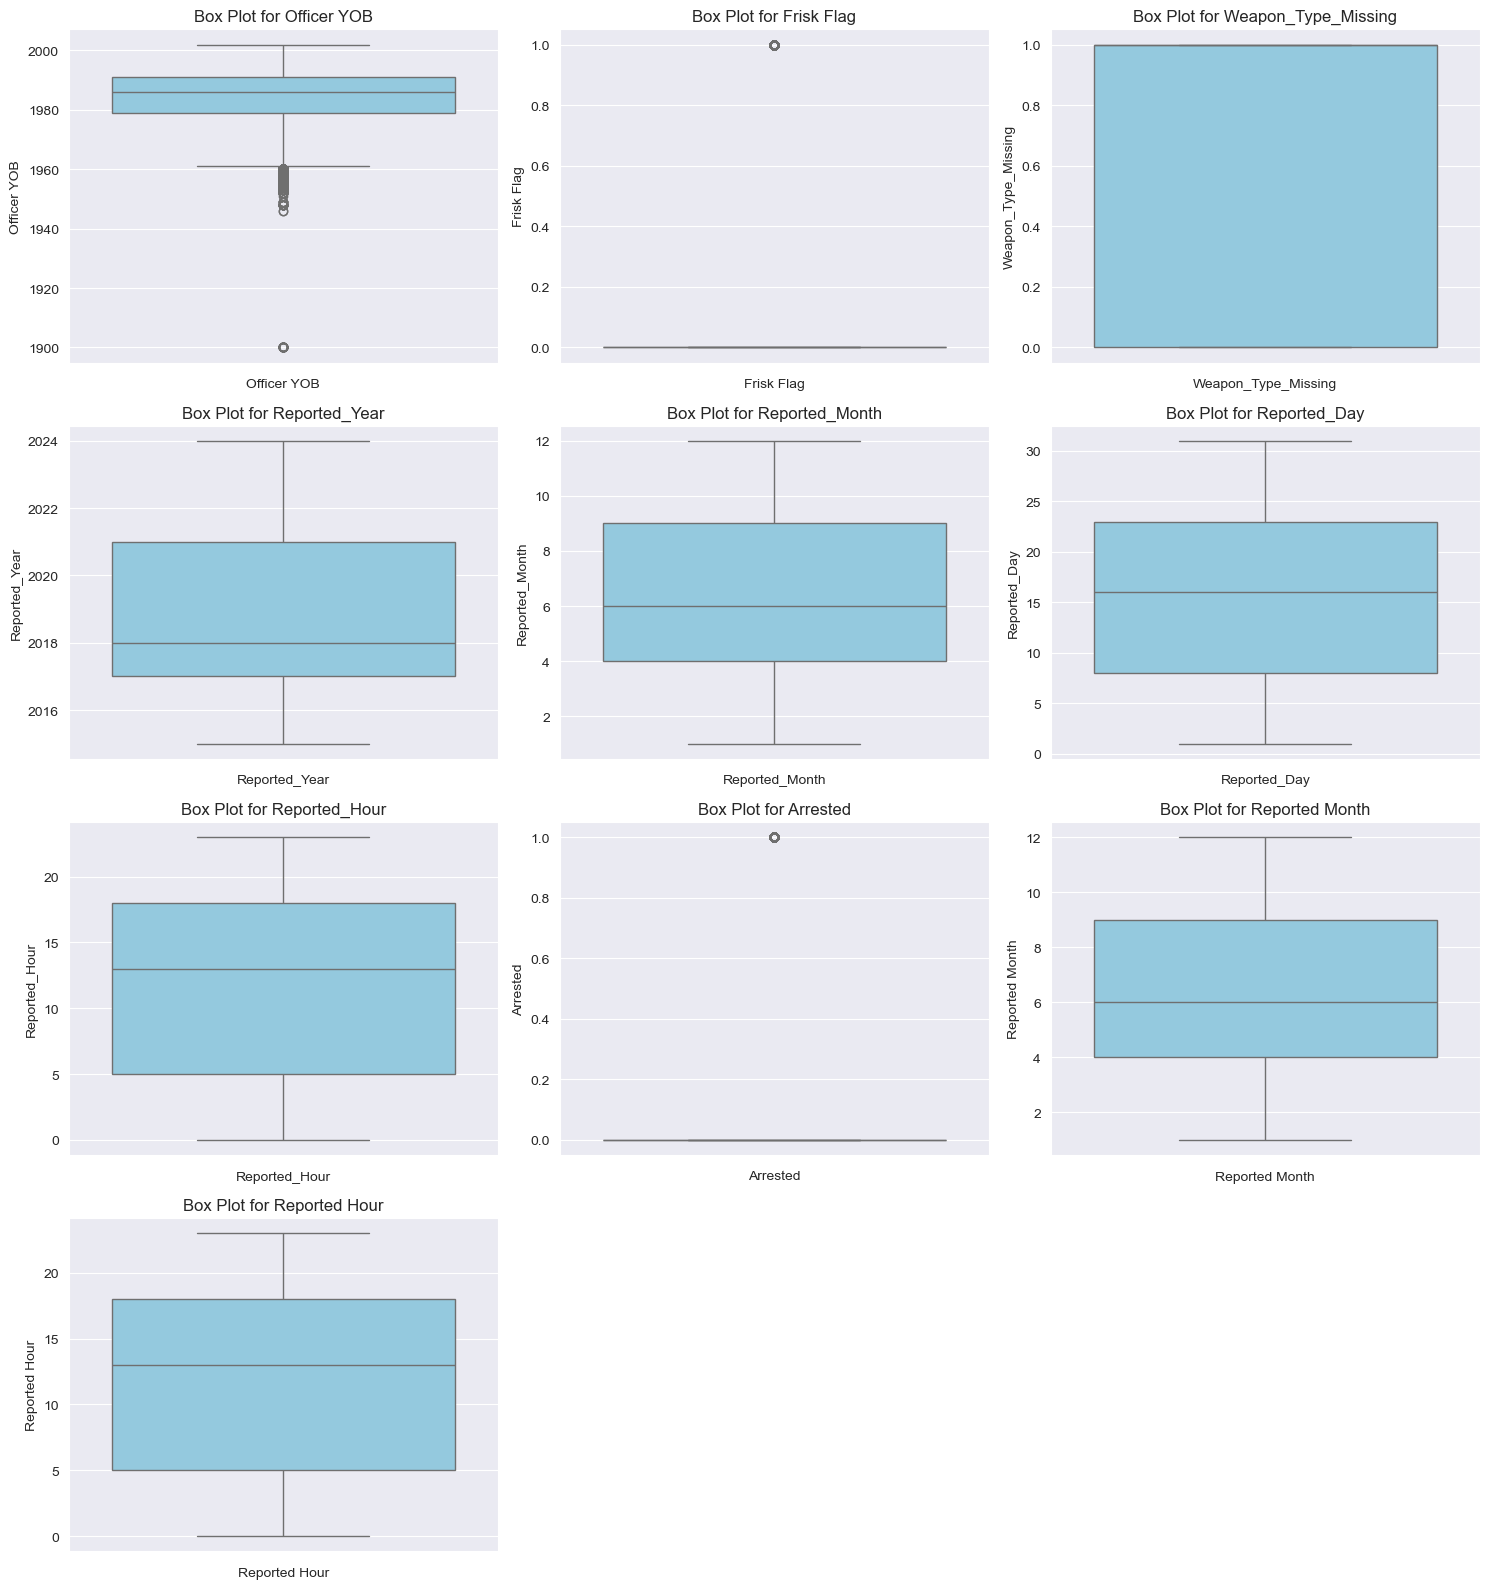 Box Plot for Officer YOB
2000
1980
1960
1940
1920
1900
Officer YOB
Officer YOB
Box Plot for Frisk Flag
1.0
0.8
0.6
0.4
0.2
0.0
Frisk Flag
Frisk Flag
Box Plot for Weapon_Type_Missing
1.0
0.8
0.6
0.4
0.2
0.0
Weapon_Type_Missing
Weapon_Type_Missing
Box Plot for Reported_Year
2024
2022
2020
2018
2016
Reported_Year
Reported_Year
Box Plot for Reported_Month
12
10
8
6
4
2
Reported_Month
Reported_Month
Box Plot for Reported_Day
30
25
20
15
10
5
0
Reported_Day
Reported_Day
Box Plot for Reported_Hour
20
15
10
5
0
Reported_Hour
Reported_Hour
Box Plot for Arrested
1.0
0.8
0.6
0.4
0.2
0.0
Arrested
Arrested
Box Plot for Reported Month
12
10
8
6
4
2
Reported Month
Reported Month
Box Plot for Reported Hour
20
15
10
5
0
Reported Hour
Reported Hour